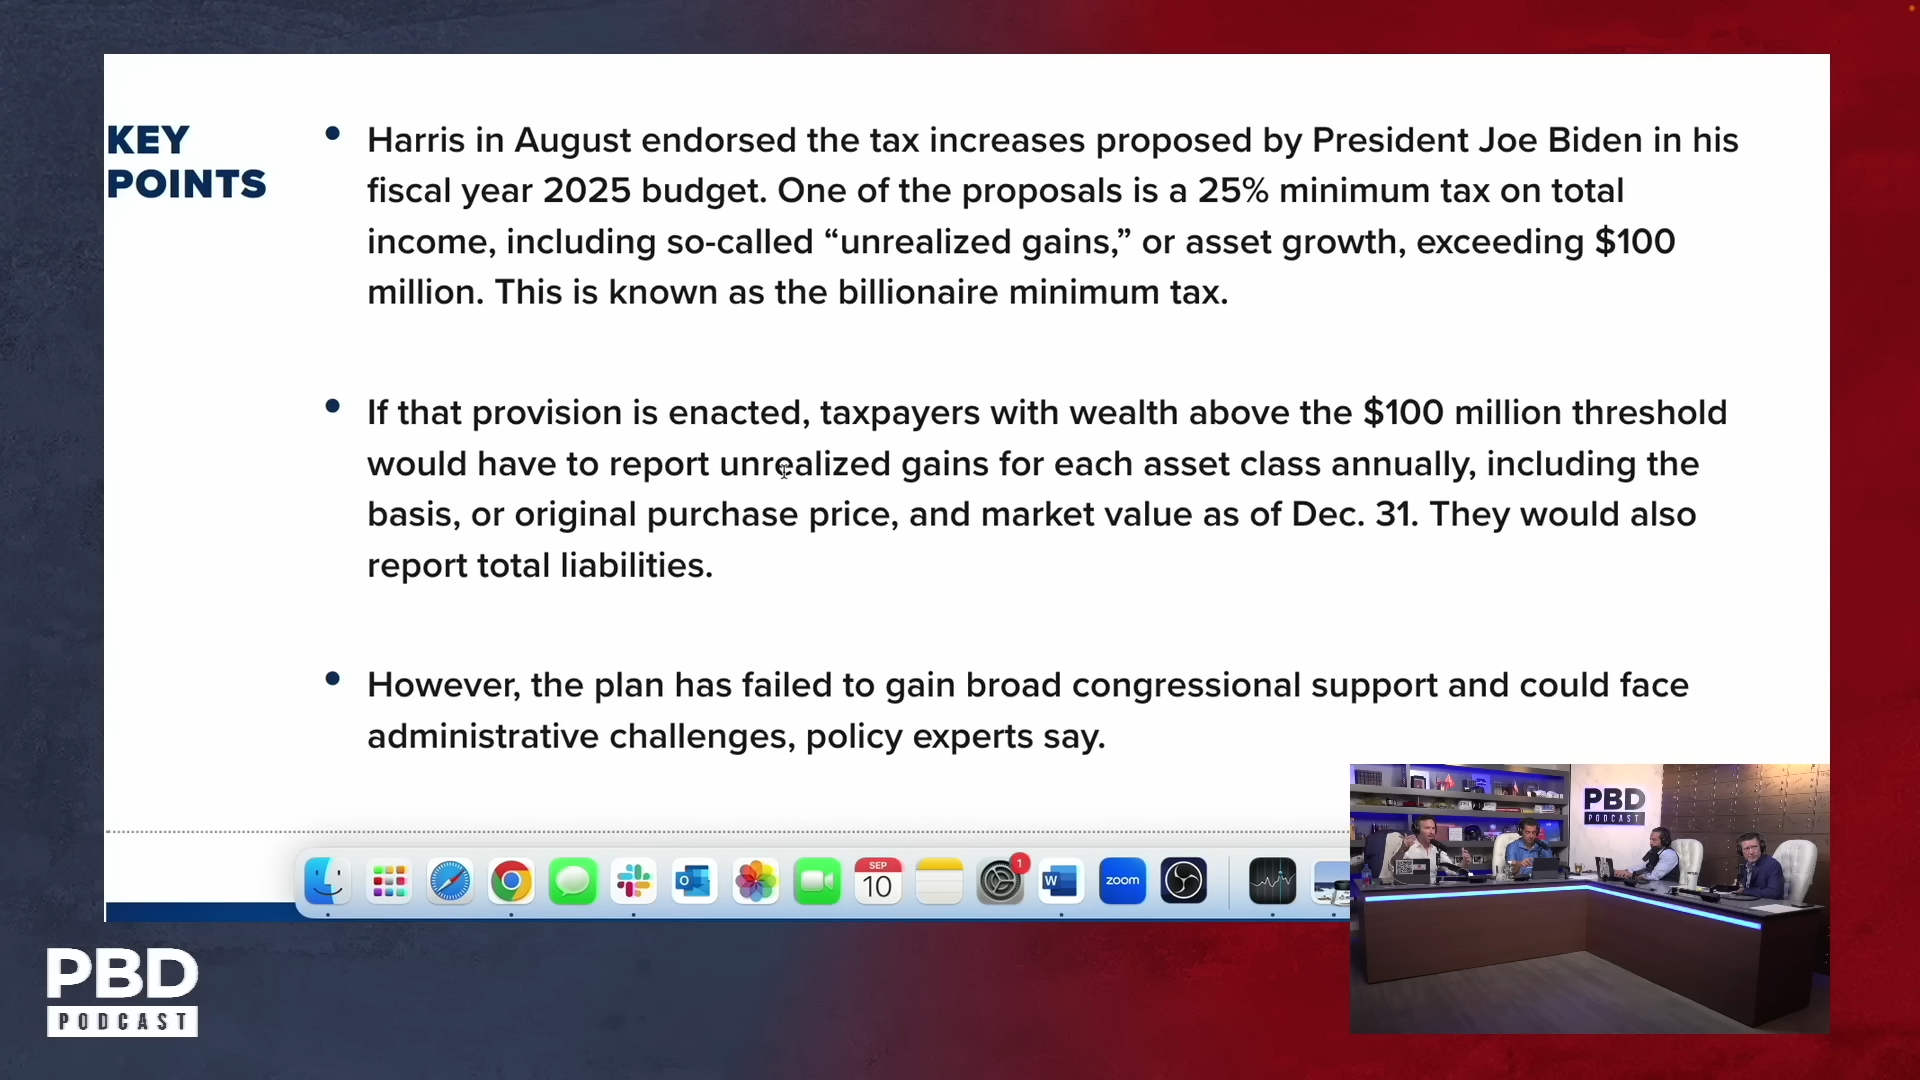 KEY
POINTS
• Harris in August endorsed the tax increases proposed by President Joe Biden in his
fiscal year 2025 budget. One of the proposals is a 25% minimum tax on total
income, including so-called “unrealized gains,” or asset growth, exceeding $100
million. This is known as the billionaire minimum tax.
• If that provision is enacted, taxpayers with wealth above the $100 million threshold
would have to report unrealized gains for each asset class annually, including the
basis, or original purchase price, and market value as of Dec. 31. They would also
report total liabilities.
• However, the plan has failed to gain broad congressional support and could face
administrative challenges, policy experts say.
PBD
PODCAST
SEP
10
1
O
W
zoom
PBD
PODCAST